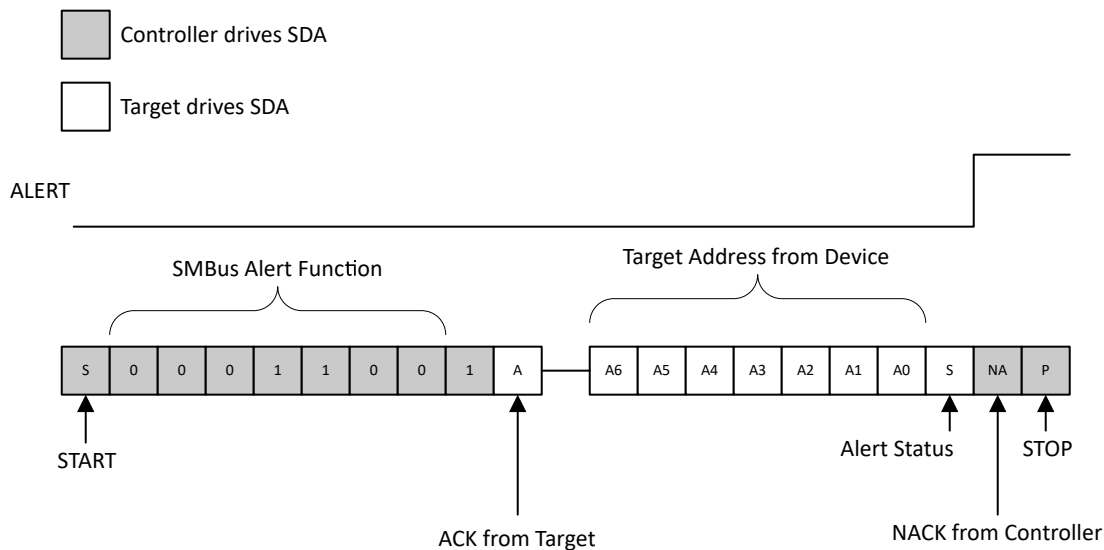 Controller drives SDA
Target drives SDA
ALERT
SMBus Alert Function
Target Address from Device
S 0 0 0 1 1 0 0 1 A A6 A5 A4 A3 A2 A1 A0 S NA P
START
Alert Status
STOP
ACK from Target
NACK from Controller